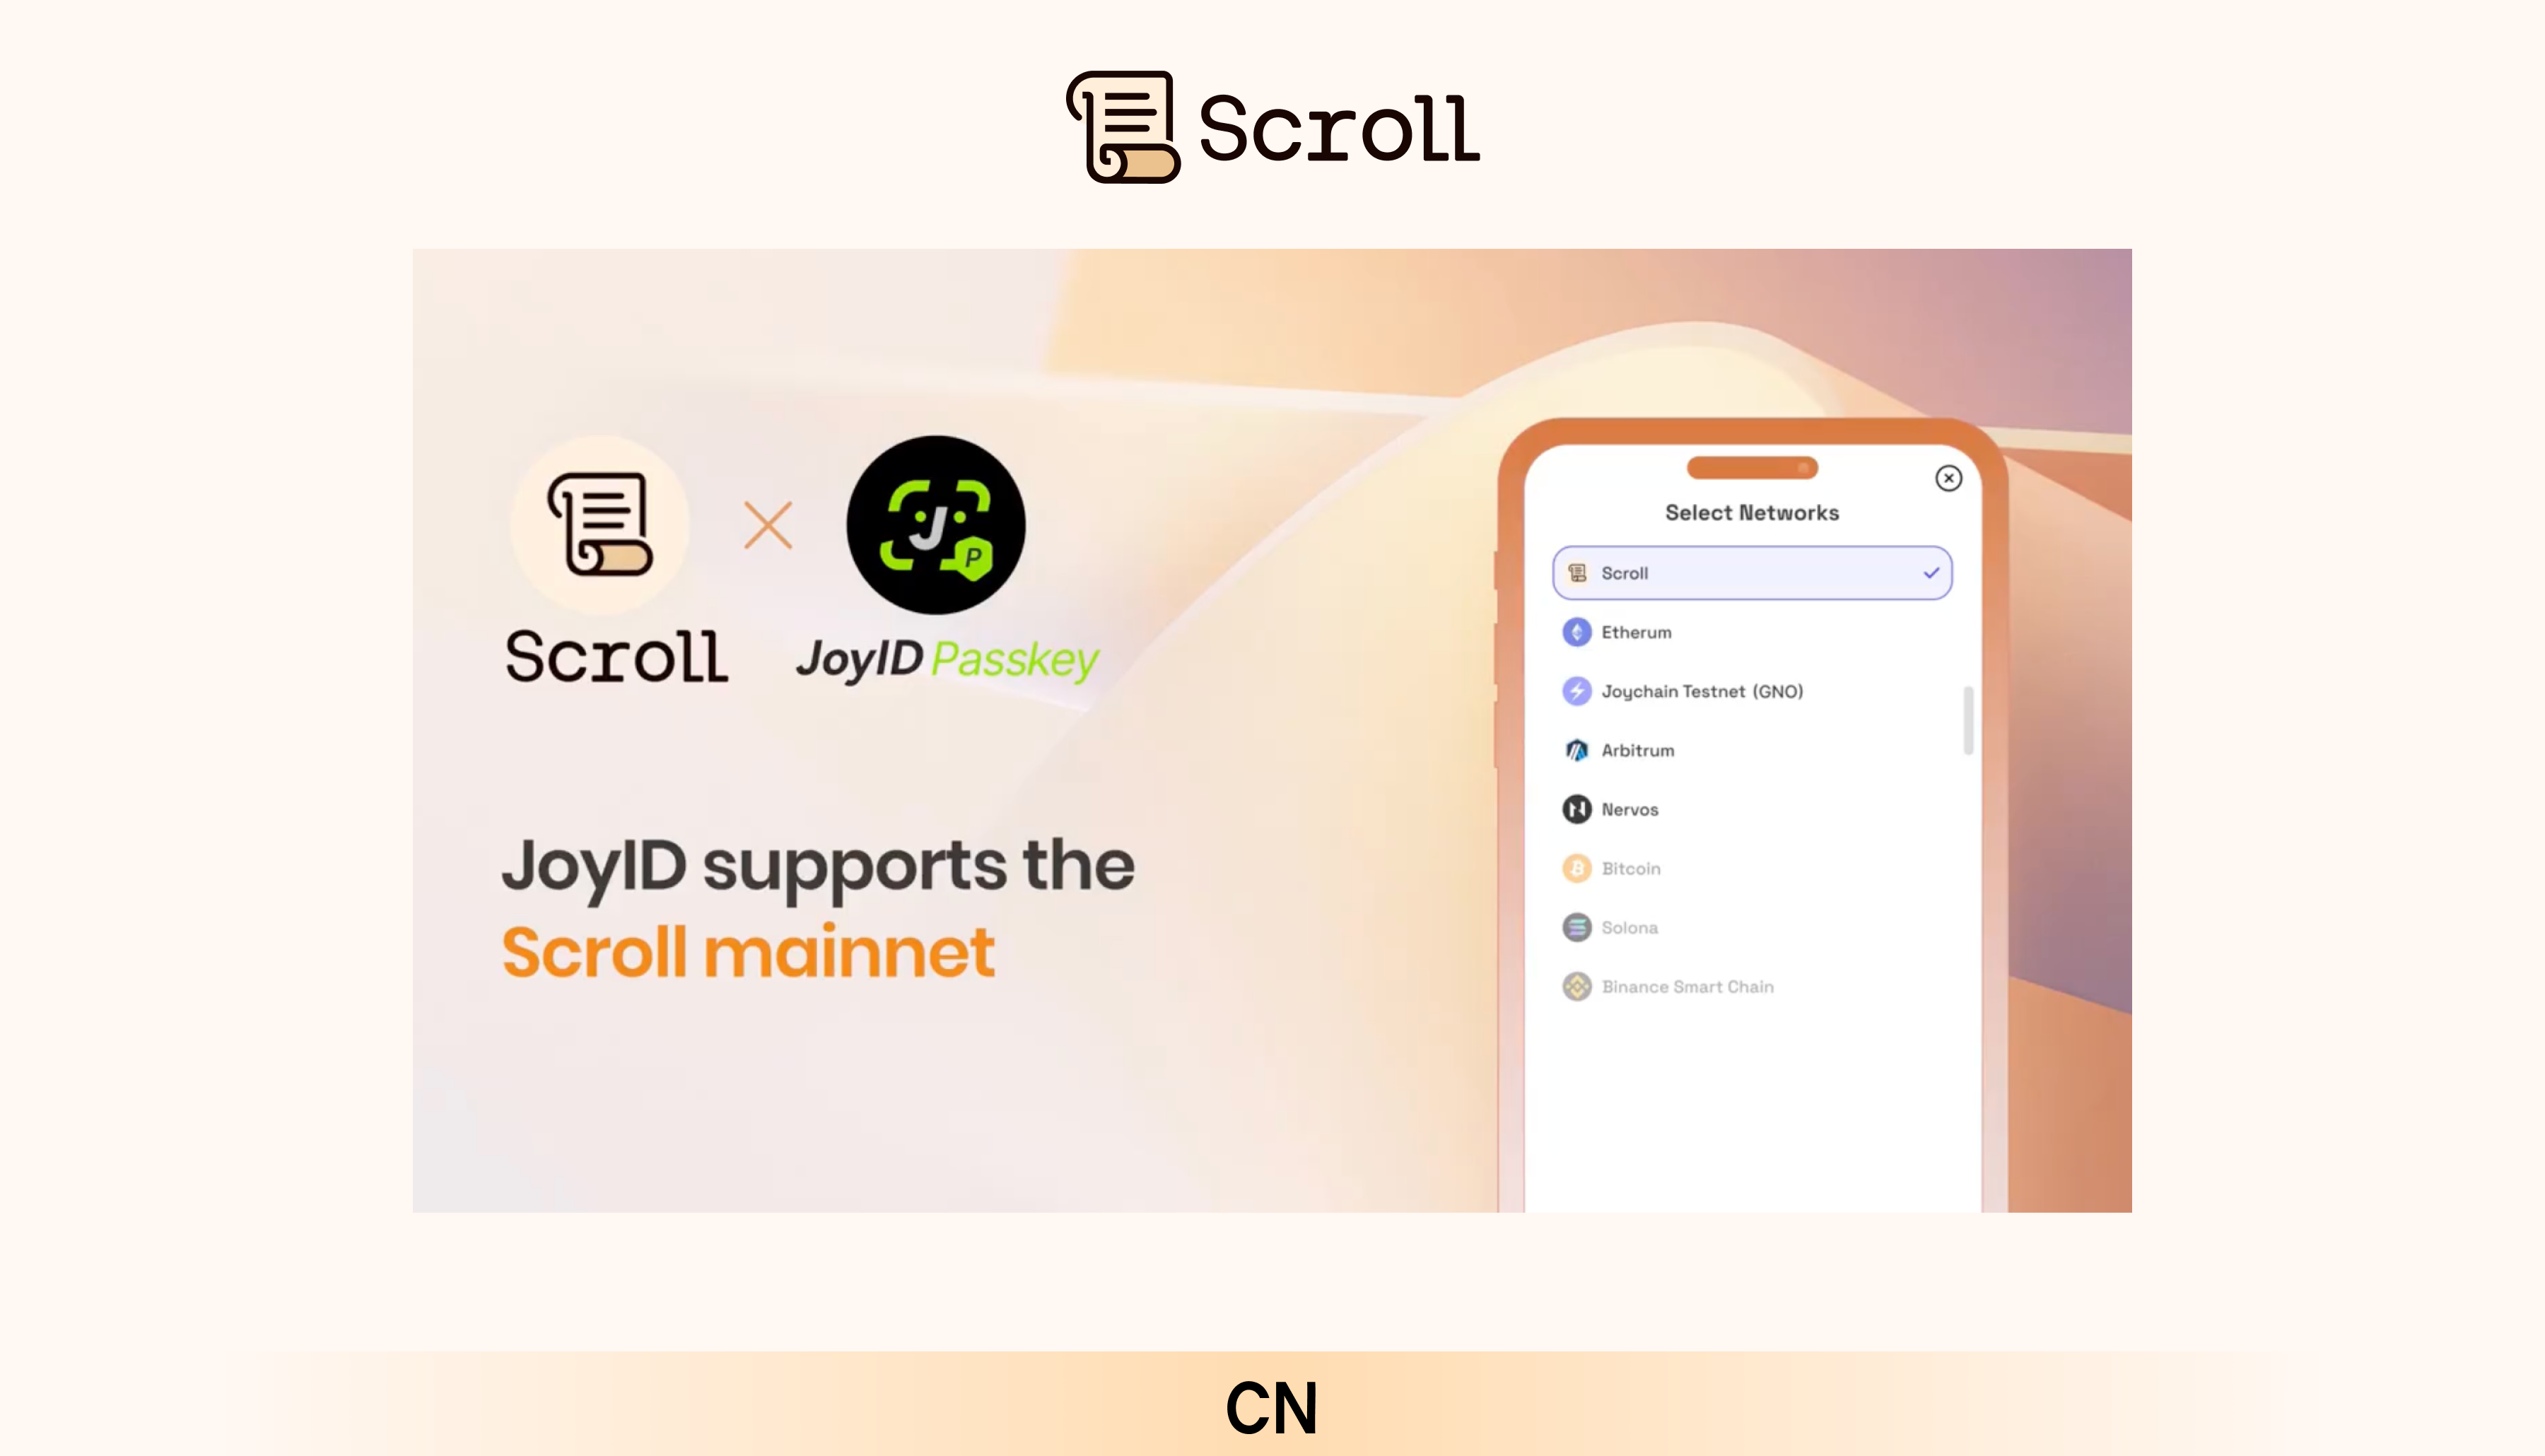 Scroll
Scroll
JoyID Passkey
JoyID supports the
Scroll mainnet
Select Networks
Scroll
Etherum
Joychain Testnet (GNO)
Arbitrum
Nervos
Bitcoin
Solona
Binance Smart Chain
CN